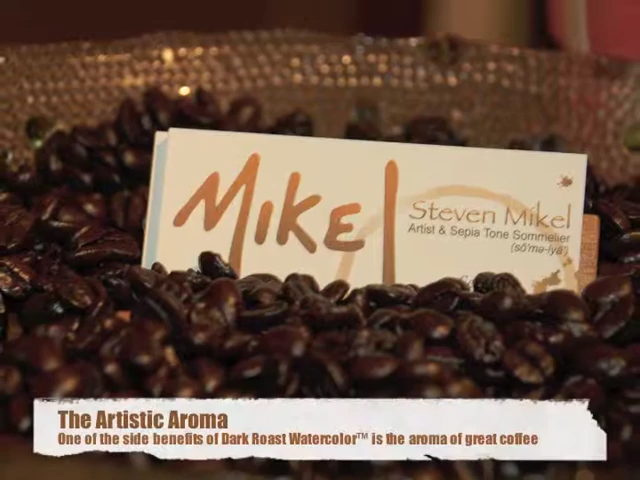 MIKEl
Steven Mikel
Artist & Sepia Tone Sommelier
(sō'mə-lyā')
The Artistic Aroma
One of the side benefits of Dark Roast Watercolor™ is the aroma of great coffee